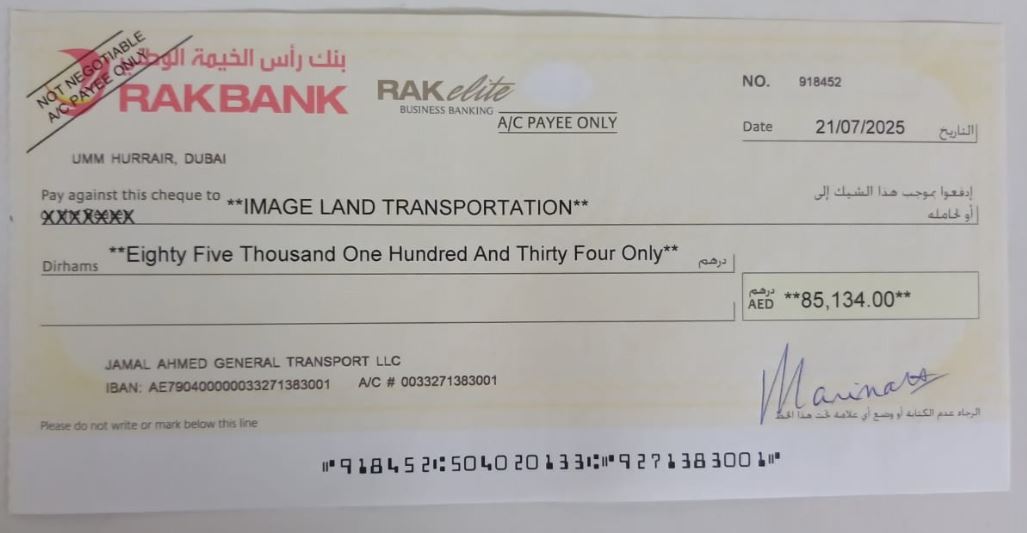 NOT NEGOTIABLE
A/C PAYEE ONLY
بنك رأس الخيمة الوطني
RAKBANK
RAKelite
BUSINESS BANKING
A/C PAYEE ONLY
NO. 918452
Date 21/07/2025 التاريخ
UMM HURRAIR, DUBAI
Pay against this cheque to **IMAGE LAND TRANSPORTATION** إدفعوا بموجب هذا الشيك إلى
XXXXXXX أو لحامله
Dirhams **Eighty Five Thousand One Hundred And Thirty Four Only** درهم
درهم
AED **85,134.00**
JAMAL AHMED GENERAL TRANSPORT LLC
IBAN: AE790400000033271383001 A/C # 0033271383001
الرجاء عدم الكتابة أو وضع أي علامة تحت هذا الخط
Please do not write or mark below this line
⑈918452⑆504020133⑆⑈9271383001⑈